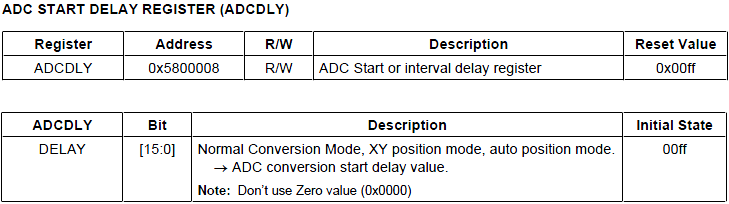 ADC START DELAY REGISTER (ADCDLY)
Register Address R/W Description Reset Value
ADCDLY 0x5800008 R/W ADC Start or interval delay register 0x00ff
ADCDLY Bit Description Initial State
DELAY [15:0] Normal Conversion Mode, XY position mode, auto position mode. 00ff
→ ADC conversion start delay value.
Note: Don't use Zero value (0x0000)